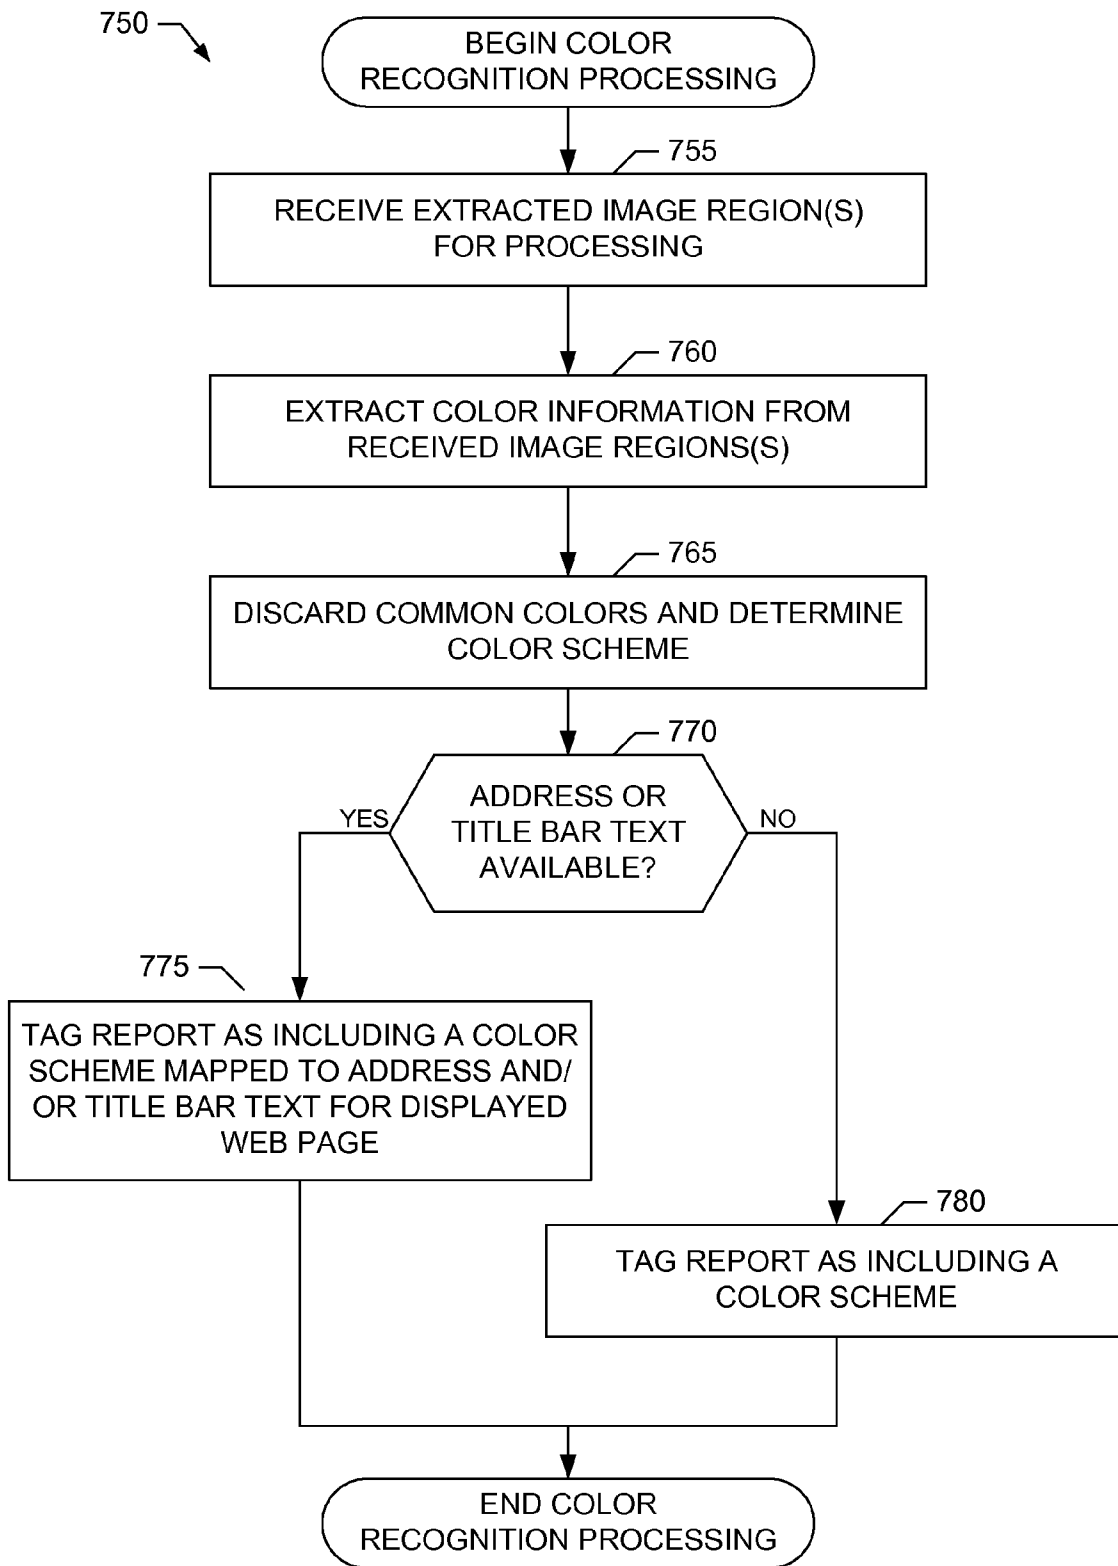 750
BEGIN COLOR
RECOGNITION PROCESSING
755
RECEIVE EXTRACTED IMAGE REGION(S)
FOR PROCESSING
760
EXTRACT COLOR INFORMATION FROM
RECEIVED IMAGE REGIONS(S)
765
DISCARD COMMON COLORS AND DETERMINE
COLOR SCHEME
770
ADDRESS OR
TITLE BAR TEXT
AVAILABLE?
YES
NO
775
TAG REPORT AS INCLUDING A COLOR
SCHEME MAPPED TO ADDRESS AND/
OR TITLE BAR TEXT FOR DISPLAYED
WEB PAGE
780
TAG REPORT AS INCLUDING A
COLOR SCHEME
END COLOR
RECOGNITION PROCESSING